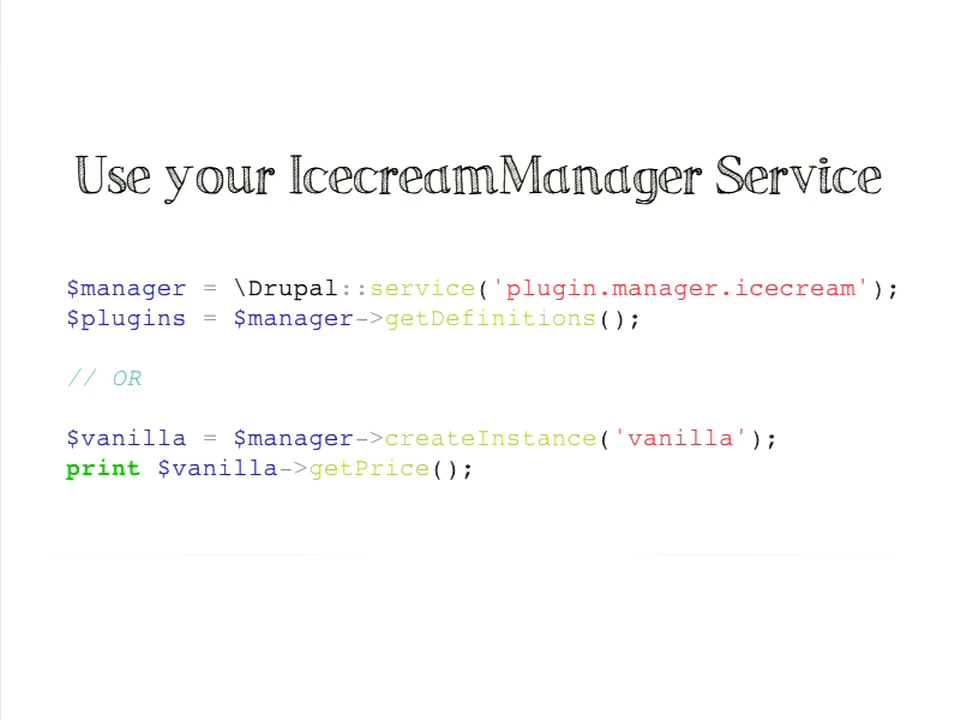 Use your IcecreamManager Service
$manager = \Drupal::service('plugin.manager.icecream');
$plugins = $manager->getDefinitions();
// OR
$vanilla = $manager->createInstance('vanilla');
print $vanilla->getPrice();